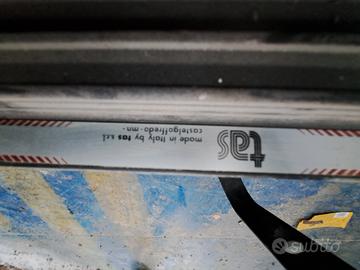 tas
made in italy by tas s.r.l
castelgoffredo-mn-
subito